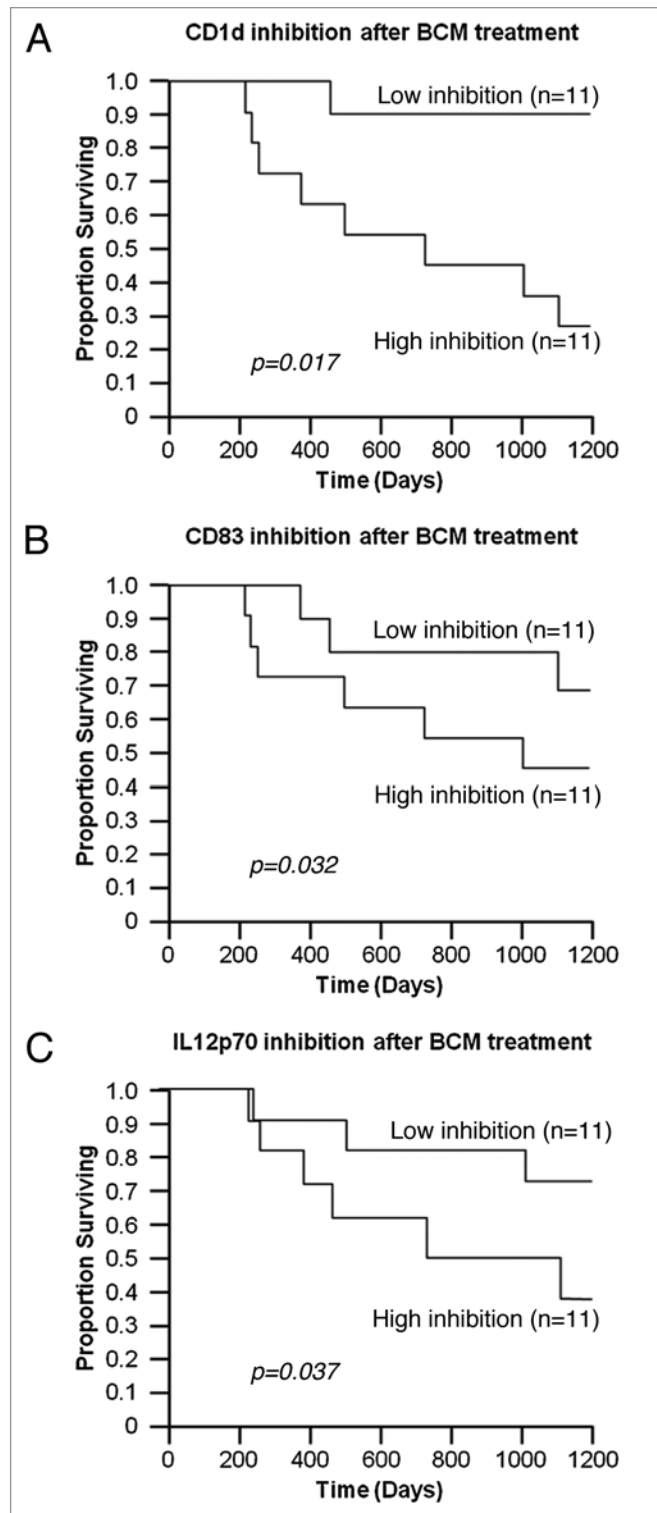 A
CD1d inhibition after BCM treatment
Proportion Surviving
1.0
0.9
0.8
0.7
0.6
0.5
0.4
0.3
0.2
0.1
0
Low inhibition (n=11)
High inhibition (n=11)
p=0.017
0 200 400 600 800 1000 1200
Time (Days)
B
CD83 inhibition after BCM treatment
Proportion Surviving
1.0
0.9
0.8
0.7
0.6
0.5
0.4
0.3
0.2
0.1
0
Low inhibition (n=11)
High inhibition (n=11)
p=0.032
0 200 400 600 800 1000 1200
Time (Days)
C
IL12p70 inhibition after BCM treatment
Proportion Surviving
1.0
0.9
0.8
0.7
0.6
0.5
0.4
0.3
0.2
0.1
0
Low inhibition (n=11)
High inhibition (n=11)
p=0.037
0 200 400 600 800 1000 1200
Time (Days)